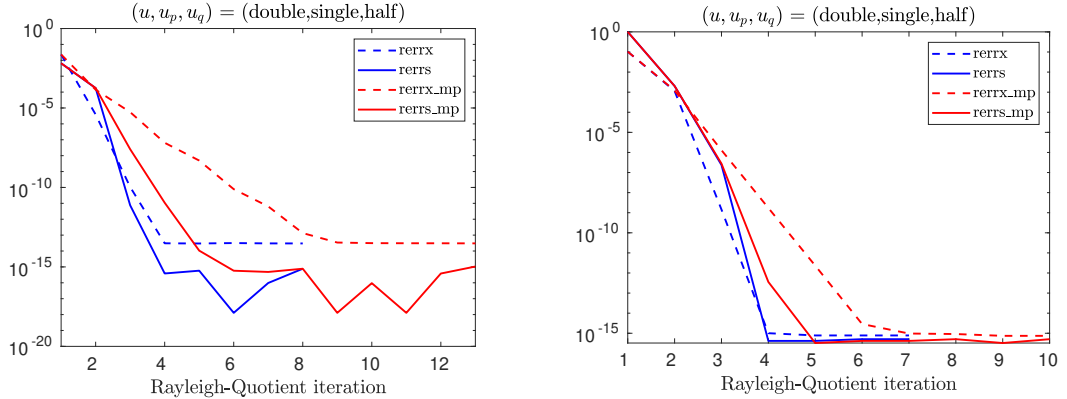 (u, u_p, u_q) = (double,single,half)
10^0
10^-5
10^-10
10^-15
10^-20
2
4
6
8
10
12
Rayleigh-Quotient iteration
rerrx
rerrs
rerrx_mp
rerrs_mp
(u, u_p, u_q) = (double,single,half)
10^0
10^-5
10^-10
10^-15
1
2
3
4
5
6
7
8
9
10
Rayleigh-Quotient iteration
rerrx
rerrs
rerrx_mp
rerrs_mp